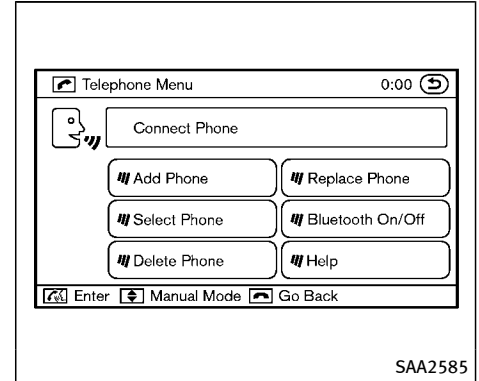 Telephone Menu 0:00
Connect Phone
Add Phone Replace Phone
Select Phone Bluetooth On/Off
Delete Phone Help
Enter Manual Mode Go Back
SAA2585